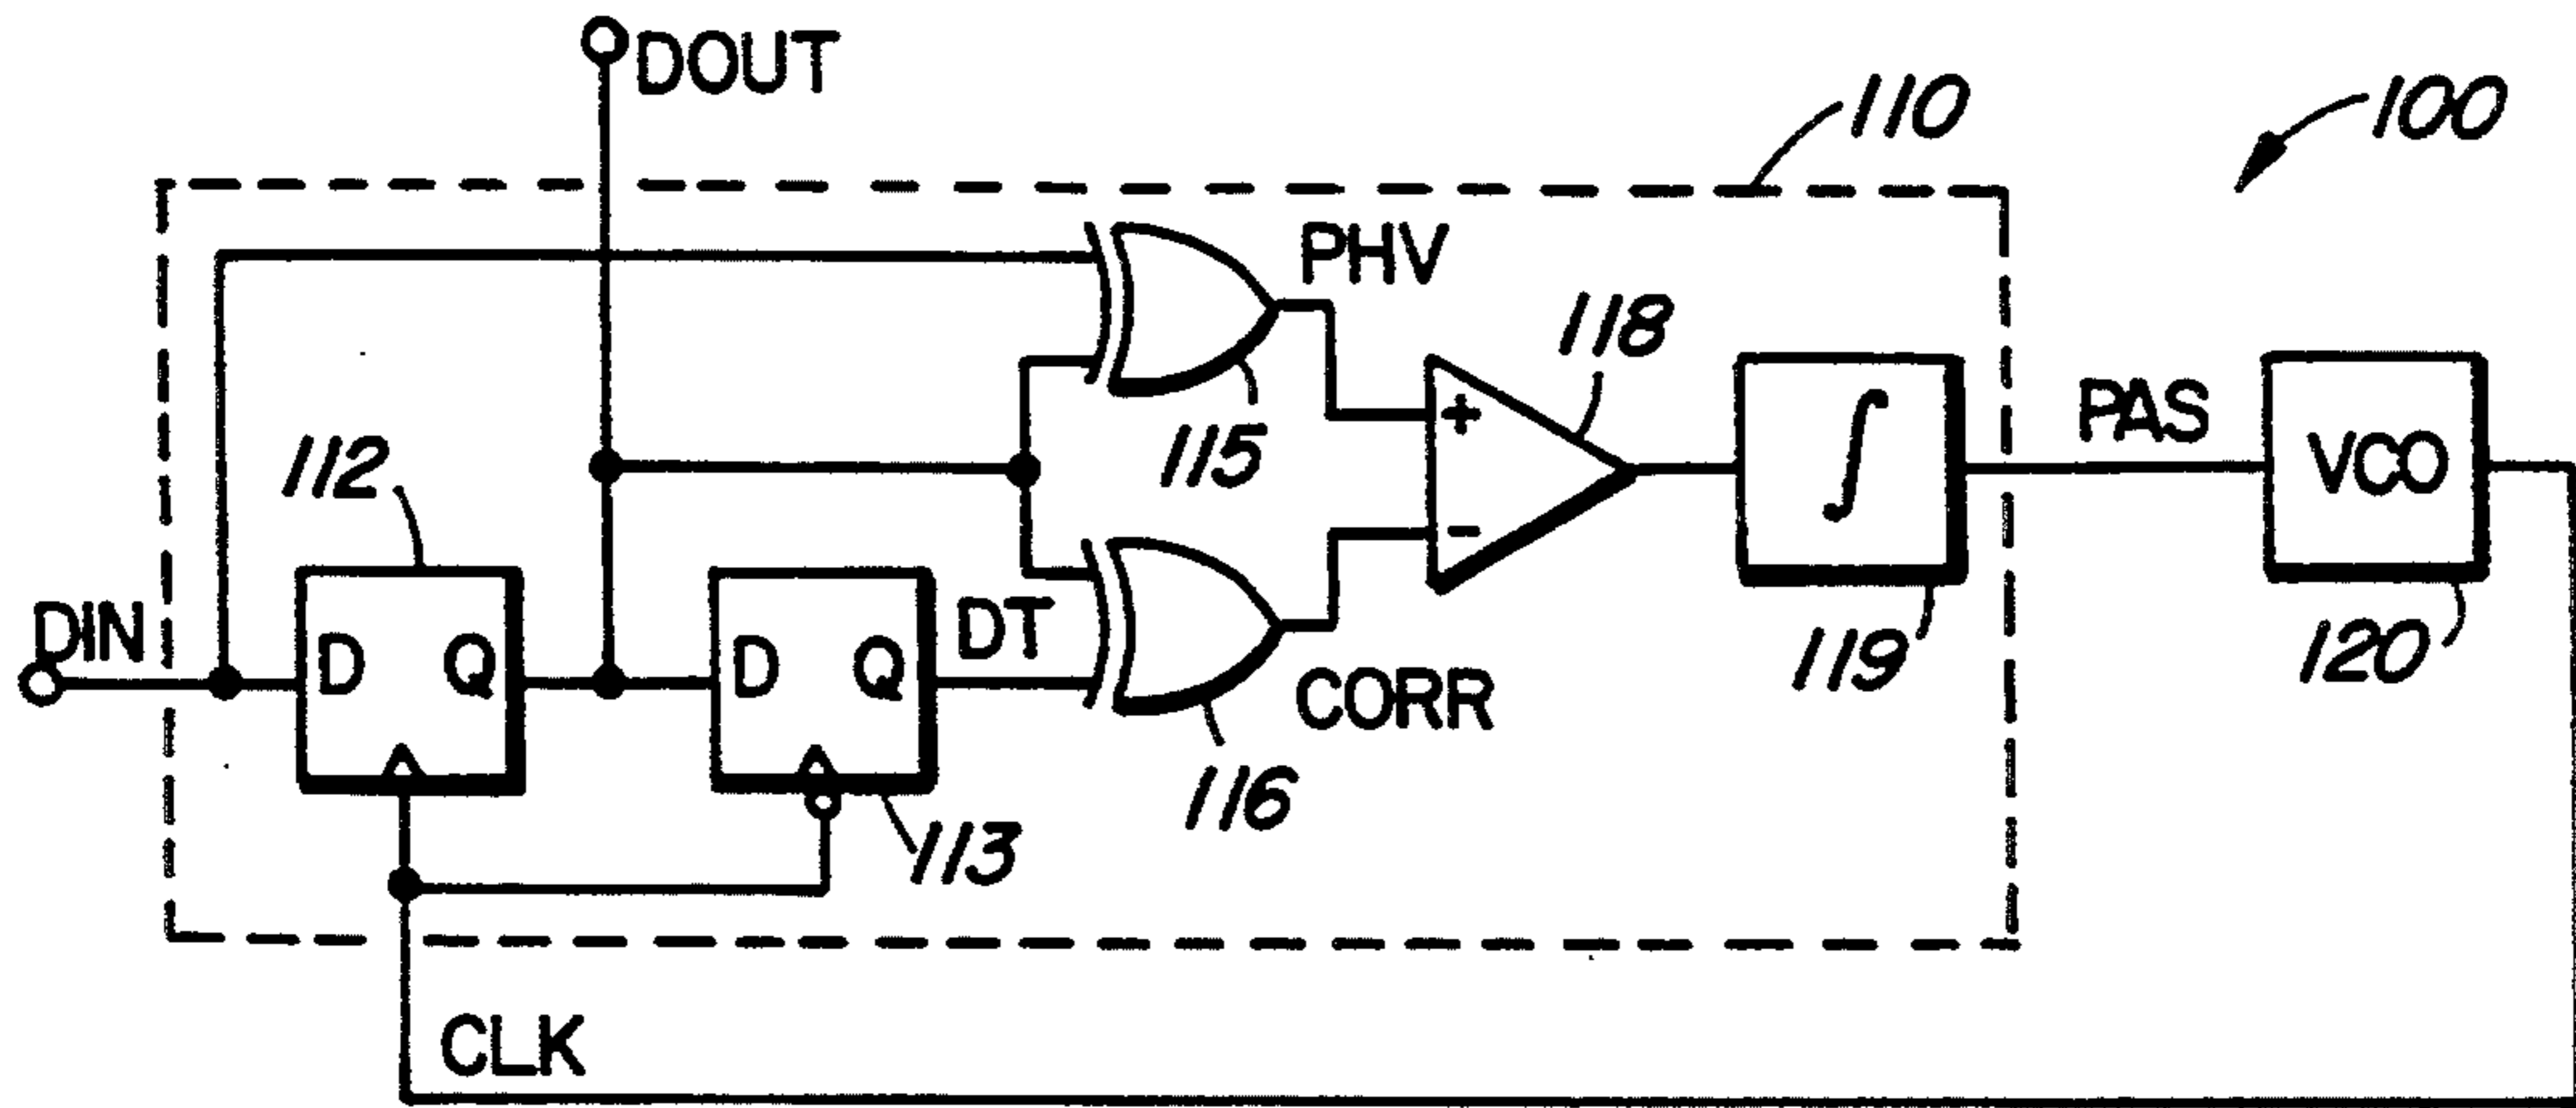 DOUT
110
100
PHV
118
115
PAS
VCO
112
DIN
D Q
D Q
DT
CORR
119
120
116
113
CLK
+
-
∫